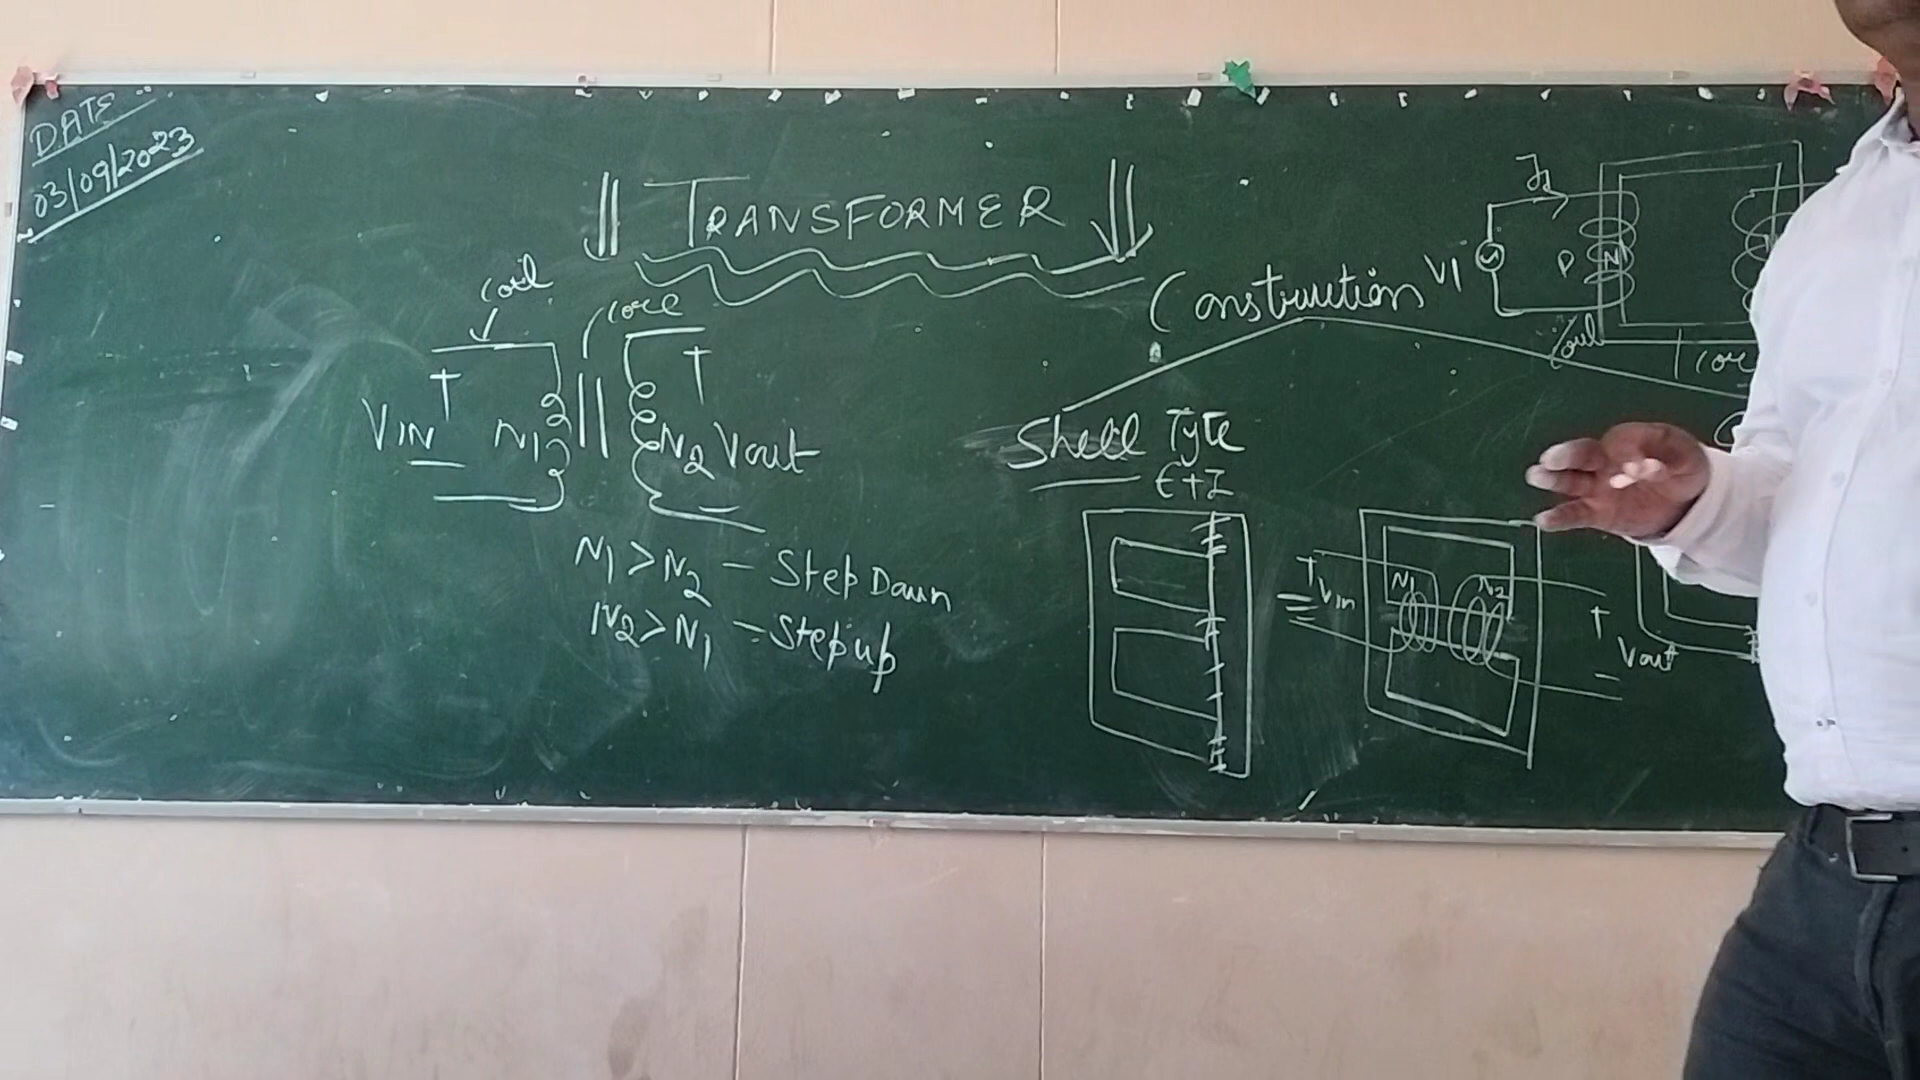 DATE:
03/09/2023
TRANSFORMER
coil
core
VIN
N1
N2
Vout
N1 > N2 - Step Down
N2 > N1 - Step up
Construction
Shell Type
E+I
Vin
N1
N2
Vout
V1
P
N1
Coil